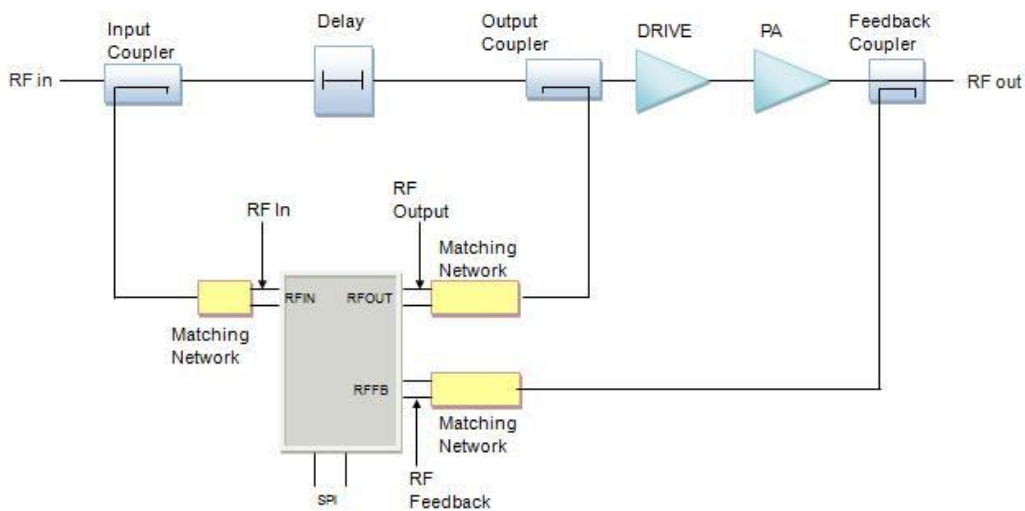 Input
Coupler
Delay
Output
Coupler
DRIVE
PA
Feedback
Coupler
RF in
RF out
RF In
RF
Output
Matching
Network
RFIN
RFOUT
Matching
Network
RFFB
Matching
Network
SPI
RF
Feedback